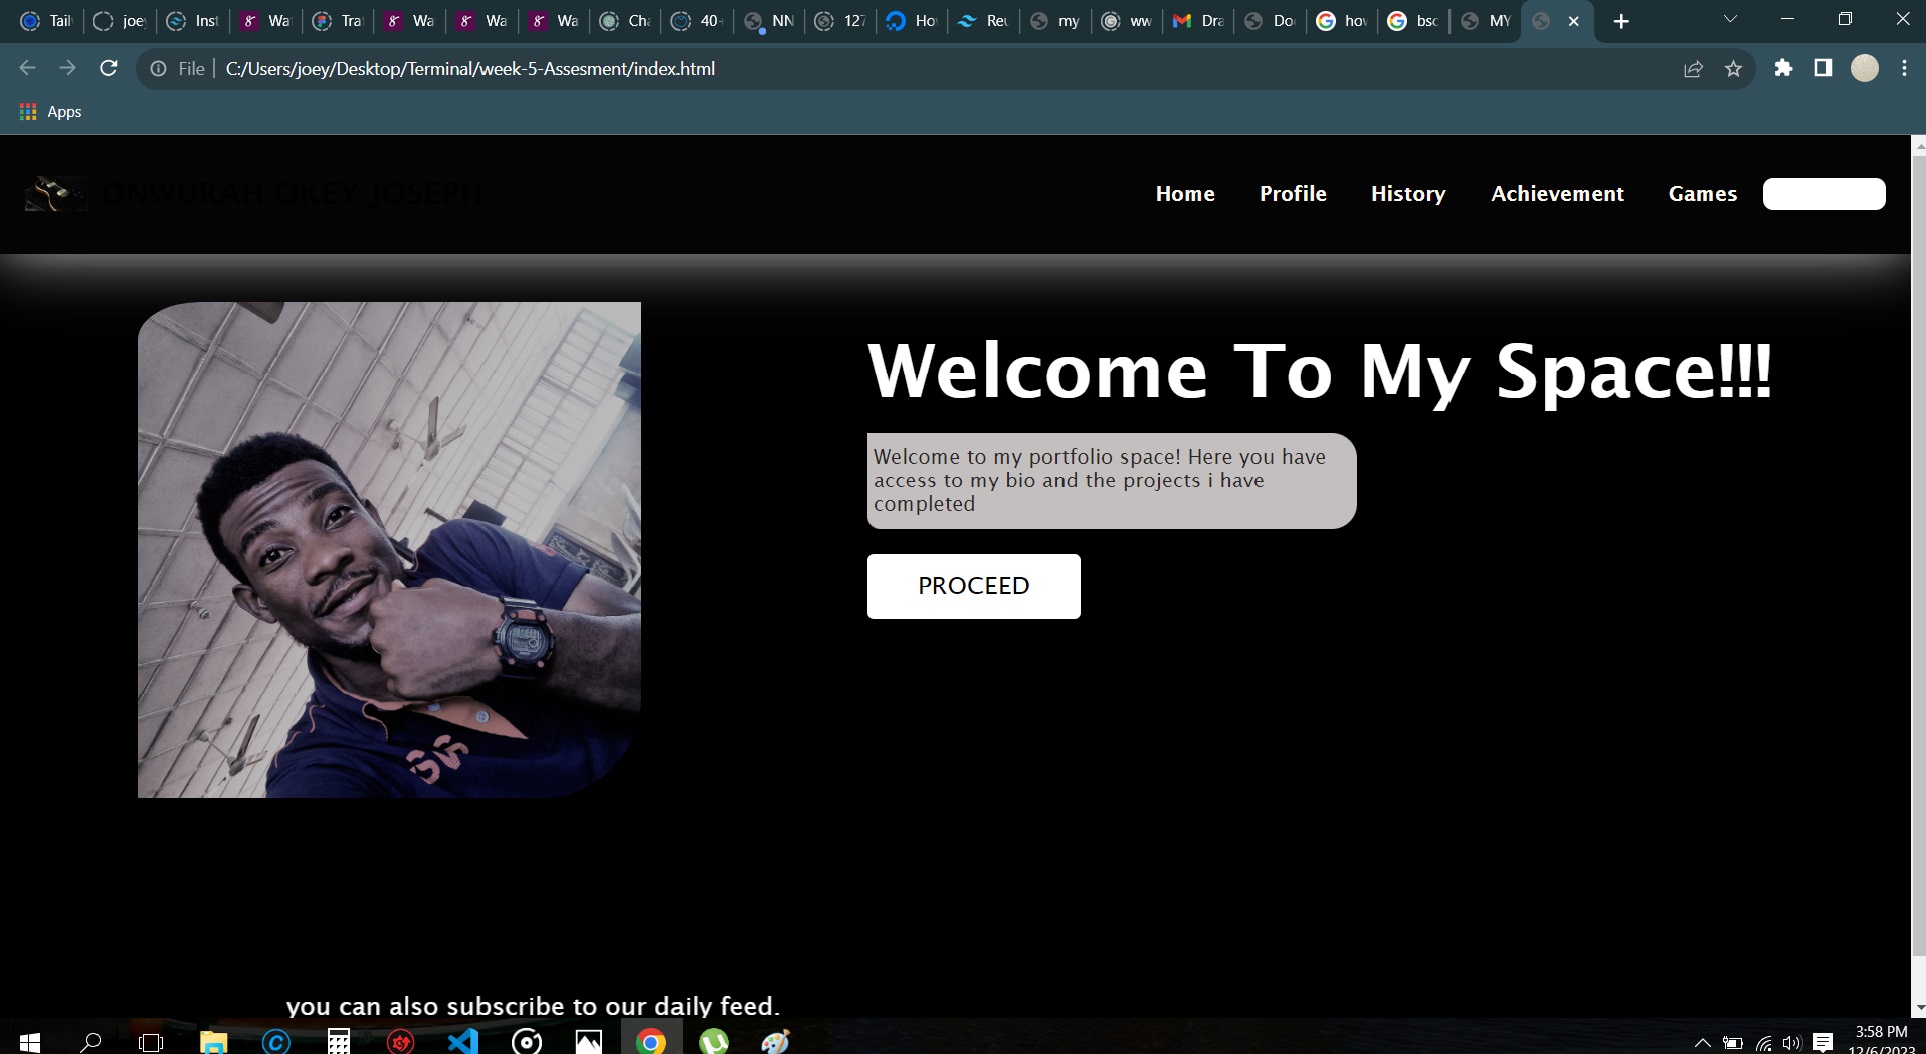 Tail
joey
Inst
Wa
Tra
Wa
Wa
Wa
Cha
40-
NN
127
Ho
Reu
my
ww
Dra
Do
how
bsc
MY
File
C:/Users/joey/Desktop/Terminal/week-5-Assesment/index.html
Apps
ONWURAH OKEY JOSEPH
Home Profile History Achievement Games
Welcome To My Space!!!
Welcome to my portfolio space! Here you have
access to my bio and the projects i have
completed
PROCEED
you can also subscribe to our daily feed.
3:58 PM
12/6/2023